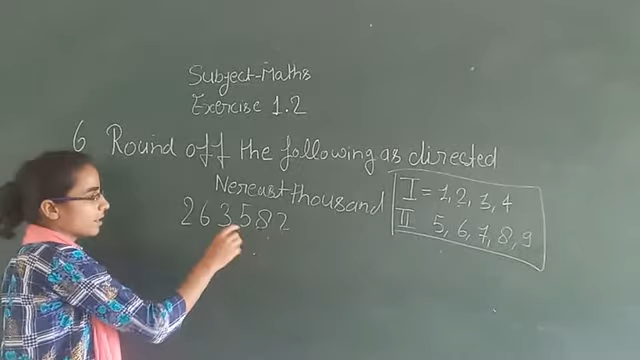 Subject-Maths
Exercise 1.2
6 Round off the following as directed
Nereast thousand
263582
I = 1, 2, 3, 4
II 5, 6, 7, 8, 9